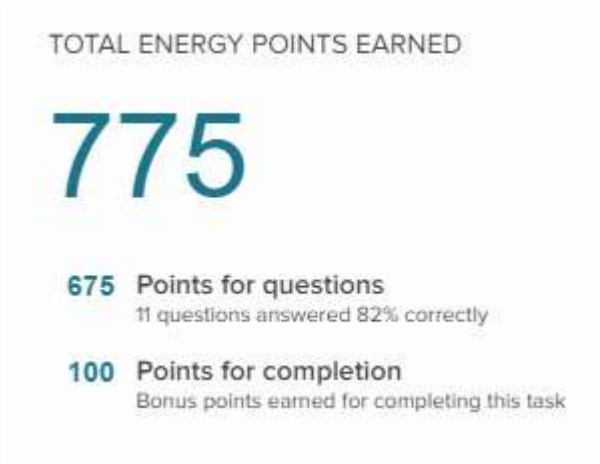 TOTAL ENERGY POINTS EARNED
775
675 Points for questions
11 questions answered 82% correctly
100 Points for completion
Bonus points earned for completing this task